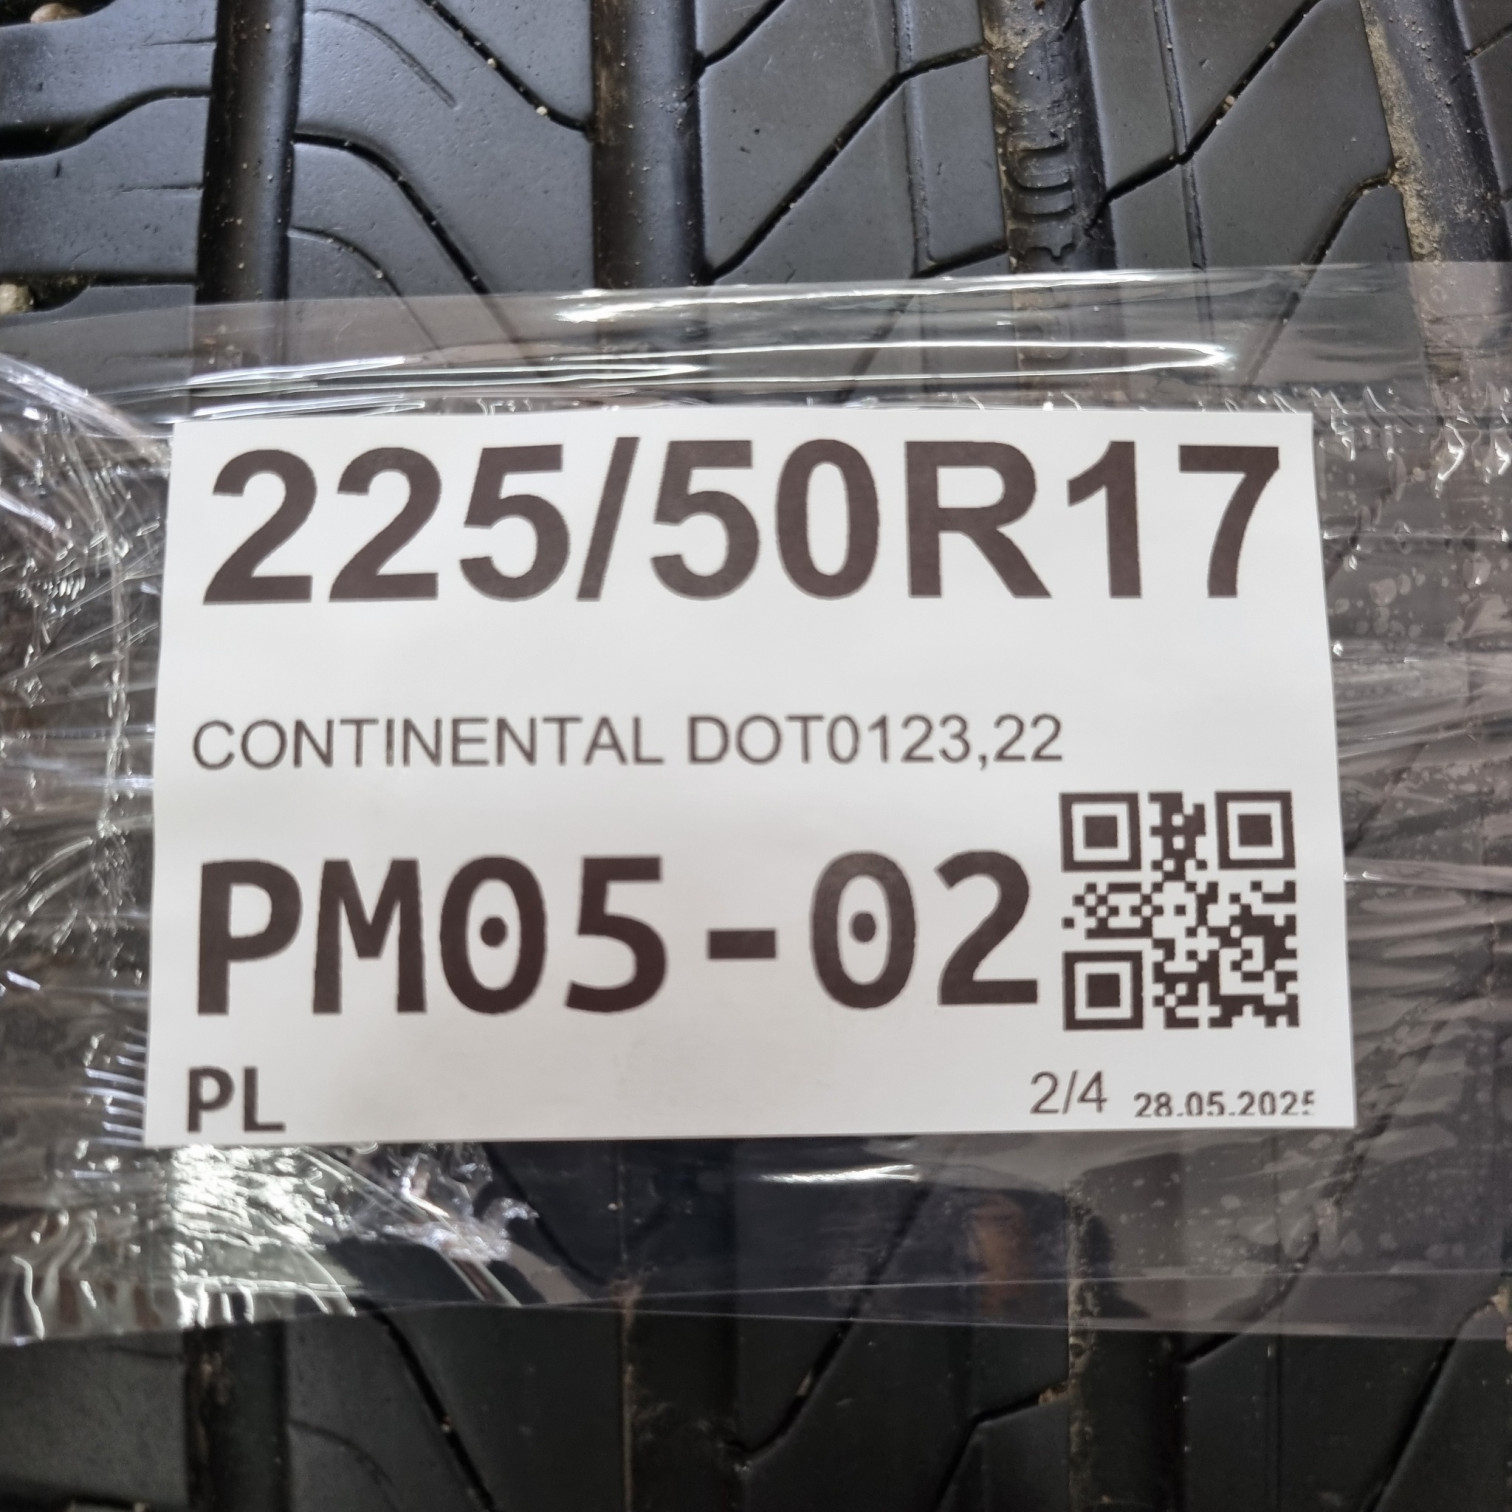 225/50R17
CONTINENTAL DOT0123,22
PM05-02
PL
2/4 28.05.2025